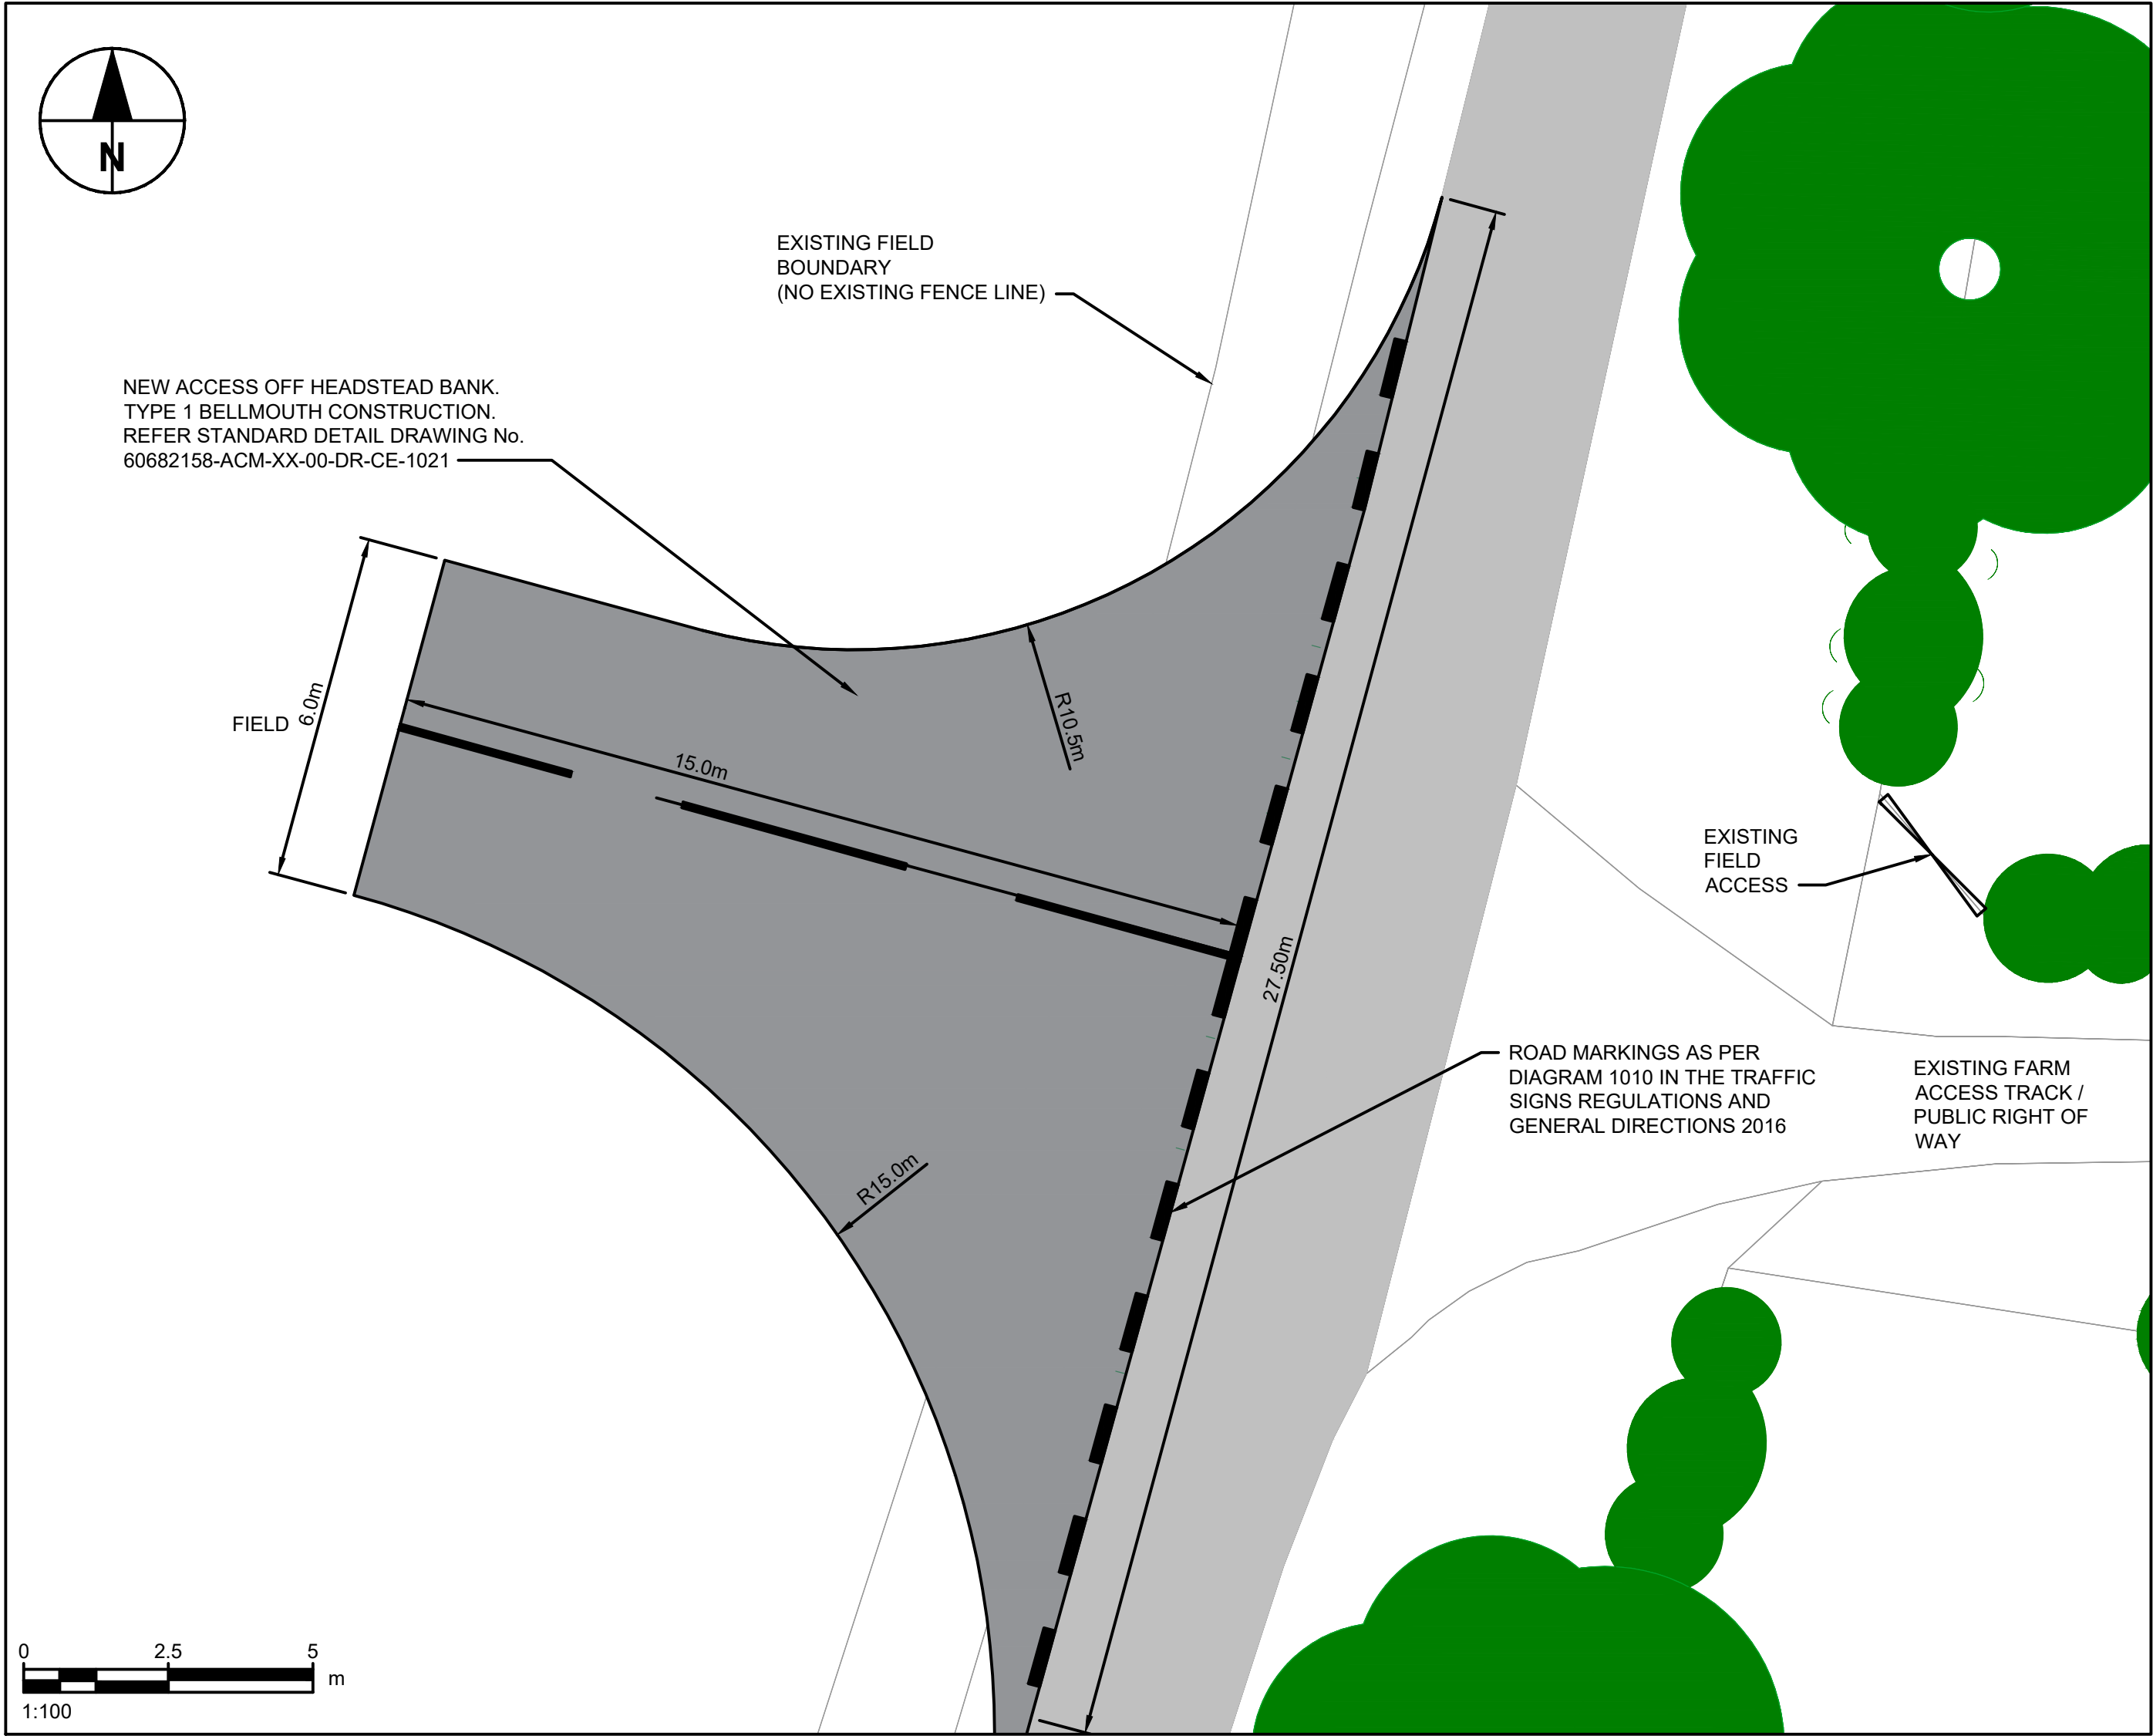 N
EXISTING FIELD
BOUNDARY
(NO EXISTING FENCE LINE)
NEW ACCESS OFF HEADSTEAD BANK.
TYPE 1 BELLMOUTH CONSTRUCTION.
REFER STANDARD DETAIL DRAWING No.
60682158-ACM-XX-00-DR-CE-1021
FIELD
6.0m
15.0m
R10.5m
27.50m
R15.0m
EXISTING
FIELD
ACCESS
ROAD MARKINGS AS PER
DIAGRAM 1010 IN THE TRAFFIC
SIGNS REGULATIONS AND
GENERAL DIRECTIONS 2016
EXISTING FARM
ACCESS TRACK /
PUBLIC RIGHT OF
WAY
0 2.5 5
m
1:100